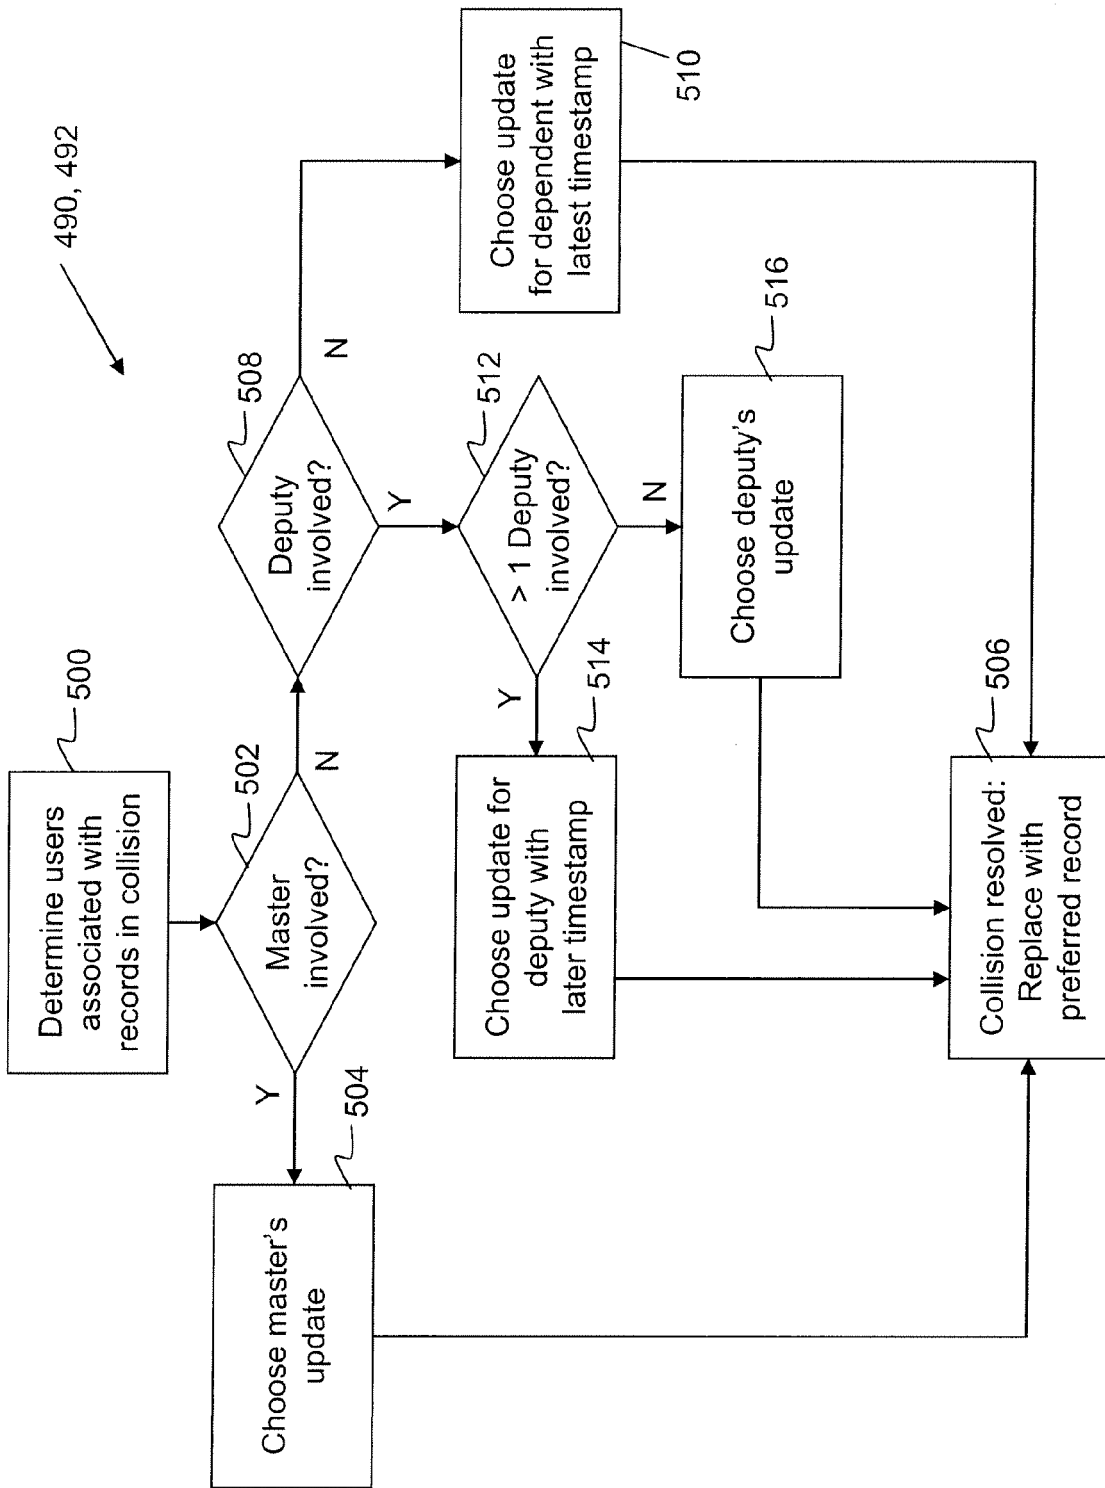 490, 492
Determine users
associated with
records in collision
500
Master
involved?
502
Y
N
Choose master's
update
504
Deputy
involved?
508
Y
N
Choose update
for dependent with
latest timestamp
510
> 1 Deputy
involved?
512
Y
N
Choose update for
deputy with
later timestamp
514
Choose deputy's
update
516
Collision resolved:
Replace with
preferred record
506